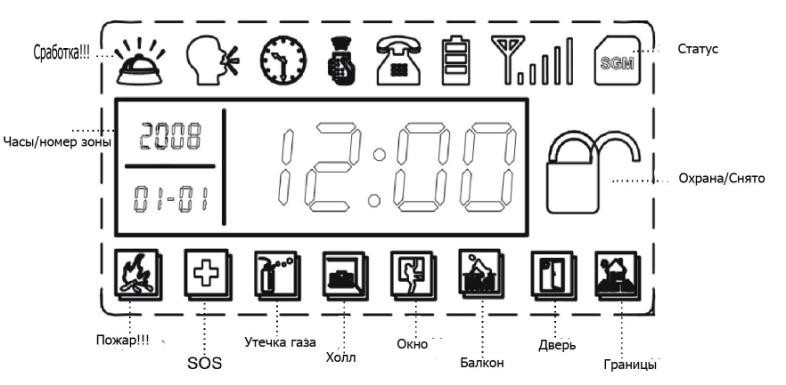 Сработка!!!
SGM
Статус
Часы/номер зоны
2008
12:00
01-01
Охрана/Снято
Пожар!!!
SOS
Утечка газа
Холл
Окно
Балкон
Дверь
Границы